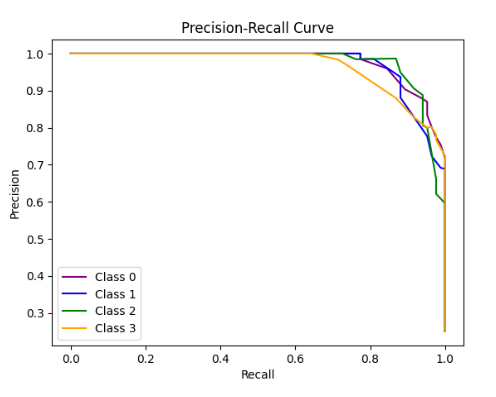 Precision-Recall Curve
1.0
0.9
0.8
0.7
0.6
0.5
0.4
0.3
Precision
Class 0
Class 1
Class 2
Class 3
0.0 0.2 0.4 0.6 0.8 1.0
Recall